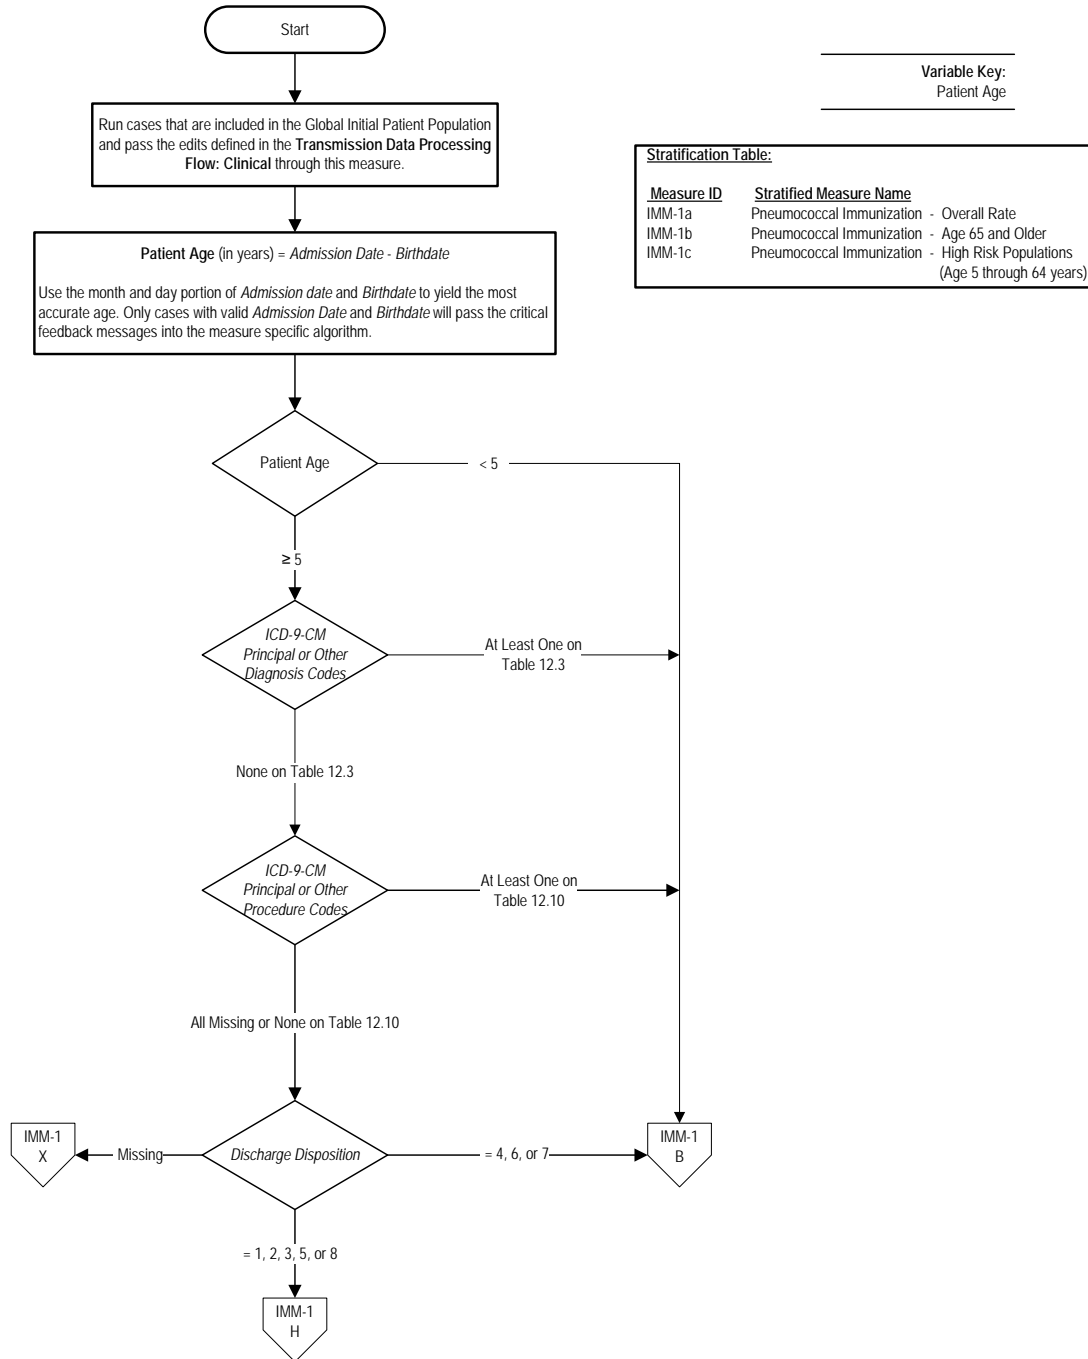 Start
Variable Key:
Patient Age
Run cases that are included in the Global Initial Patient Population
and pass the edits defined in the Transmission Data Processing
Flow: Clinical through this measure.
Stratification Table:
Measure ID Stratified Measure Name
IMM-1a Pneumococcal Immunization - Overall Rate
IMM-1b Pneumococcal Immunization - Age 65 and Older
IMM-1c Pneumococcal Immunization - High Risk Populations
(Age 5 through 64 years)
Patient Age (in years) = Admission Date - Birthdate
Use the month and day portion of Admission date and Birthdate to yield the most
accurate age. Only cases with valid Admission Date and Birthdate will pass the critical
feedback messages into the measure specific algorithm.
Patient Age
< 5
≥ 5
ICD-9-CM
Principal or Other
Diagnosis Codes
At Least One on
Table 12.3
None on Table 12.3
ICD-9-CM
Principal or Other
Procedure Codes
At Least One on
Table 12.10
All Missing or None on Table 12.10
IMM-1
X
Missing
Discharge Disposition
= 4, 6, or 7
IMM-1
B
= 1, 2, 3, 5, or 8
IMM-1
H